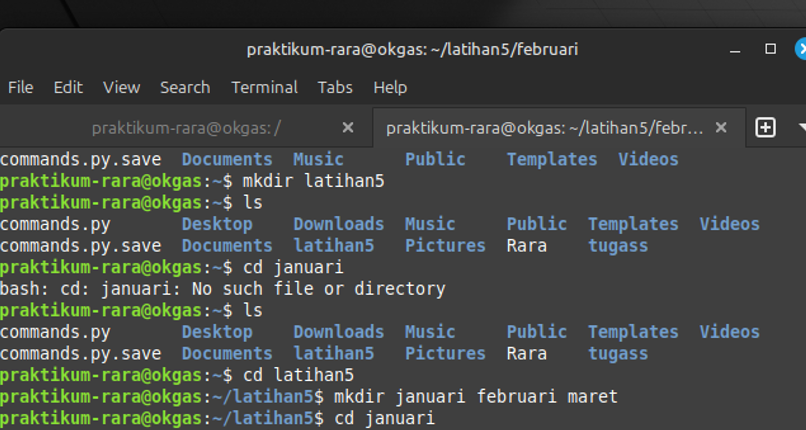 praktikum-rara@okgas: ~/latihan5/februari
File Edit View Search Terminal Tabs Help
praktikum-rara@okgas: / praktikum-rara@okgas: ~/latihan5/febr...
commands.py.save Documents Music Public Templates Videos
praktikum-rara@okgas:~$ mkdir latihan5
praktikum-rara@okgas:~$ ls
commands.py Desktop Downloads Music Public Templates Videos
commands.py.save Documents latihan5 Pictures Rara tugass
praktikum-rara@okgas:~$ cd januari
bash: cd: januari: No such file or directory
praktikum-rara@okgas:~$ ls
commands.py Desktop Downloads Music Public Templates Videos
commands.py.save Documents latihan5 Pictures Rara tugass
praktikum-rara@okgas:~$ cd latihan5
praktikum-rara@okgas:~/latihan5$ mkdir januari februari maret
praktikum-rara@okgas:~/latihan5$ cd januari